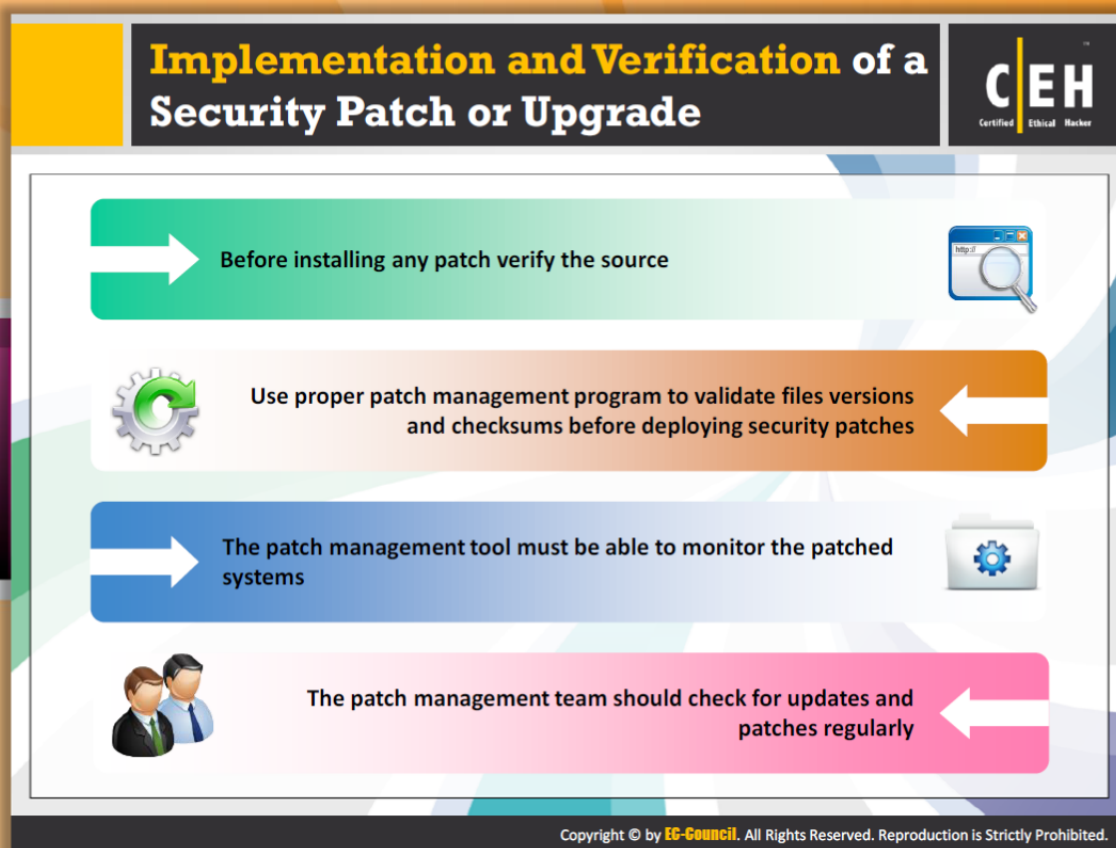 Implementation and Verification of a
Security Patch or Upgrade
CEH
™
Certified Ethical Hacker
Before installing any patch verify the source
http://
Use proper patch management program to validate files versions
and checksums before deploying security patches
The patch management tool must be able to monitor the patched
systems
The patch management team should check for updates and
patches regularly
Copyright © by EC-Council. All Rights Reserved. Reproduction is Strictly Prohibited.